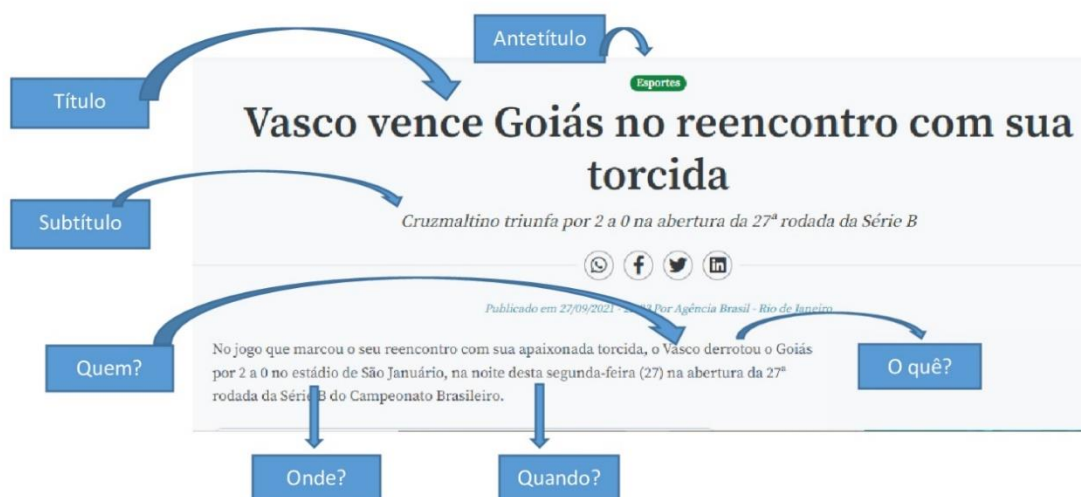 Antetítulo
Título
Esportes
Vasco vence Goiás no reencontro com sua
torcida
Subtítulo
Cruzmaltino triunfa por 2 a 0 na abertura da 27ª rodada da Série B
Publicado em 27/09/2021 - Por Agência Brasil - Rio de Janeiro
Quem?
No jogo que marcou o seu reencontro com sua apaixonada torcida, o Vasco derrotou o Goiás
por 2 a 0 no estádio de São Januário, na noite desta segunda-feira (27) na abertura da 27ª
rodada da Série B do Campeonato Brasileiro.
O quê?
Onde?
Quando?